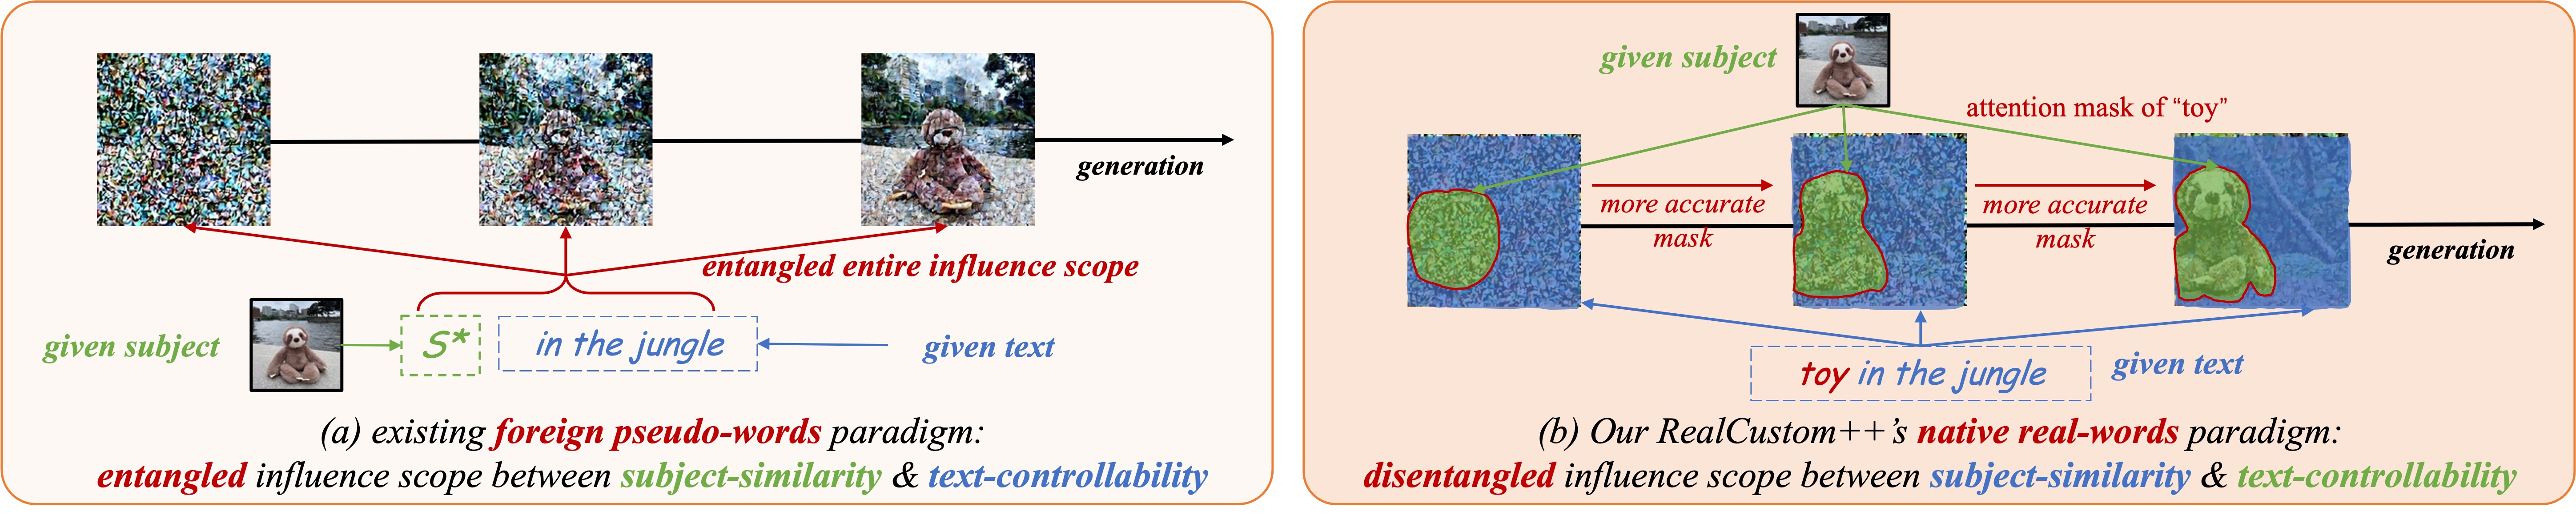 generation
entangled entire influence scope
given subject
S*
in the jungle
given text
(a) existing foreign pseudo-words paradigm:
entangled influence scope between subject-similarity & text-controllability
given subject
attention mask of “toy”
more accurate
mask
more accurate
mask
generation
toy in the jungle
given text
(b) Our RealCustom++’s native real-words paradigm:
disentangled influence scope between subject-similarity & text-controllability